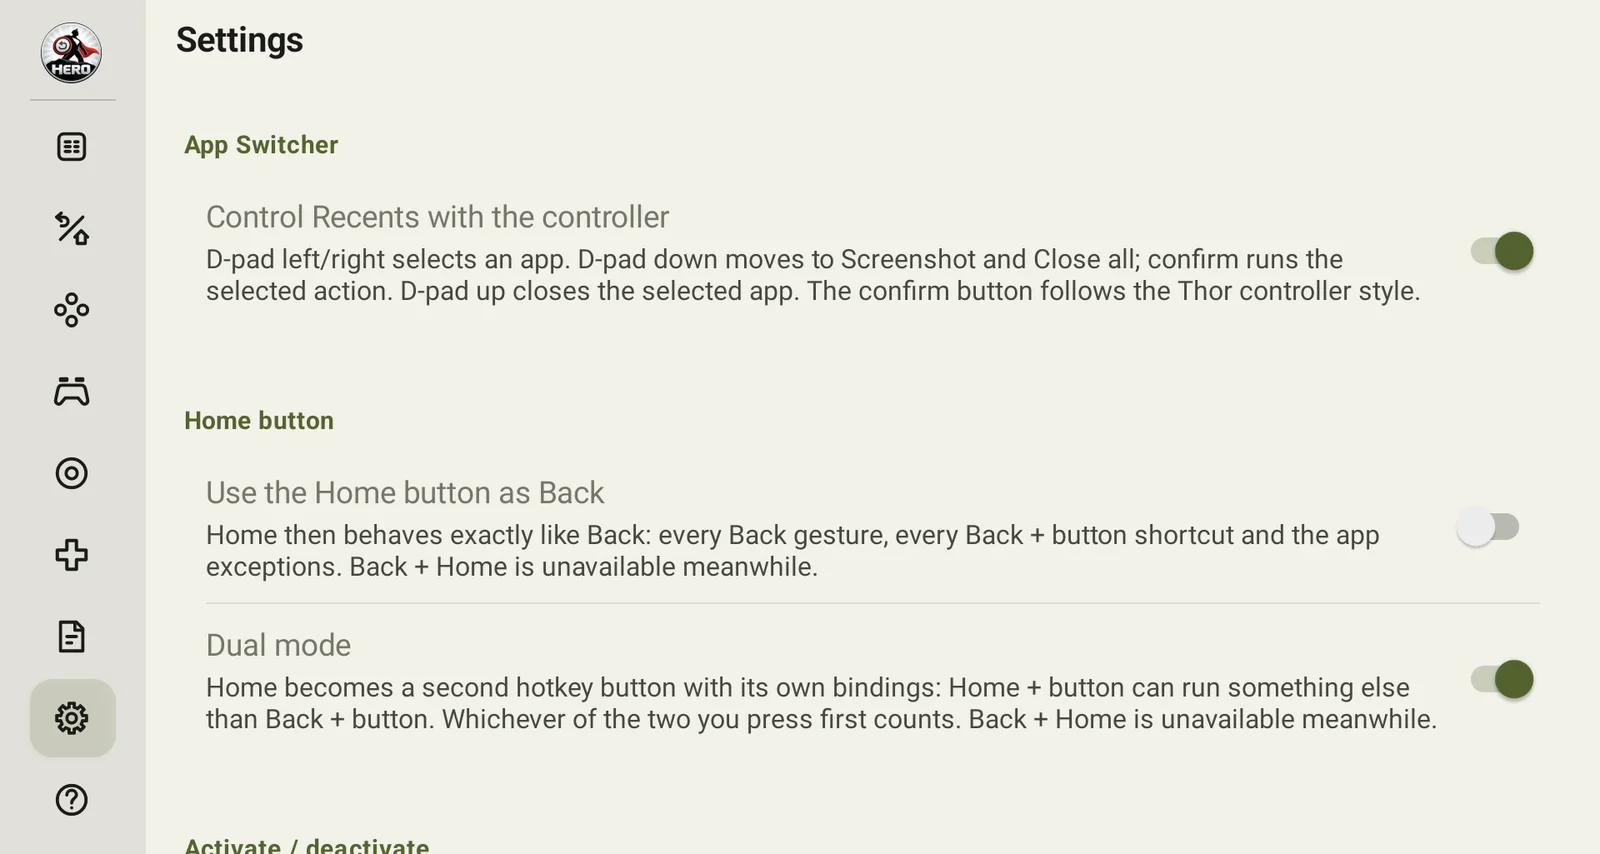 HERO
Settings
App Switcher
Control Recents with the controller
D-pad left/right selects an app. D-pad down moves to Screenshot and Close all; confirm runs the
selected action. D-pad up closes the selected app. The confirm button follows the Thor controller style.
Home button
Use the Home button as Back
Home then behaves exactly like Back: every Back gesture, every Back + button shortcut and the app
exceptions. Back + Home is unavailable meanwhile.
Dual mode
Home becomes a second hotkey button with its own bindings: Home + button can run something else
than Back + button. Whichever of the two you press first counts. Back + Home is unavailable meanwhile.
Activate / deactivate